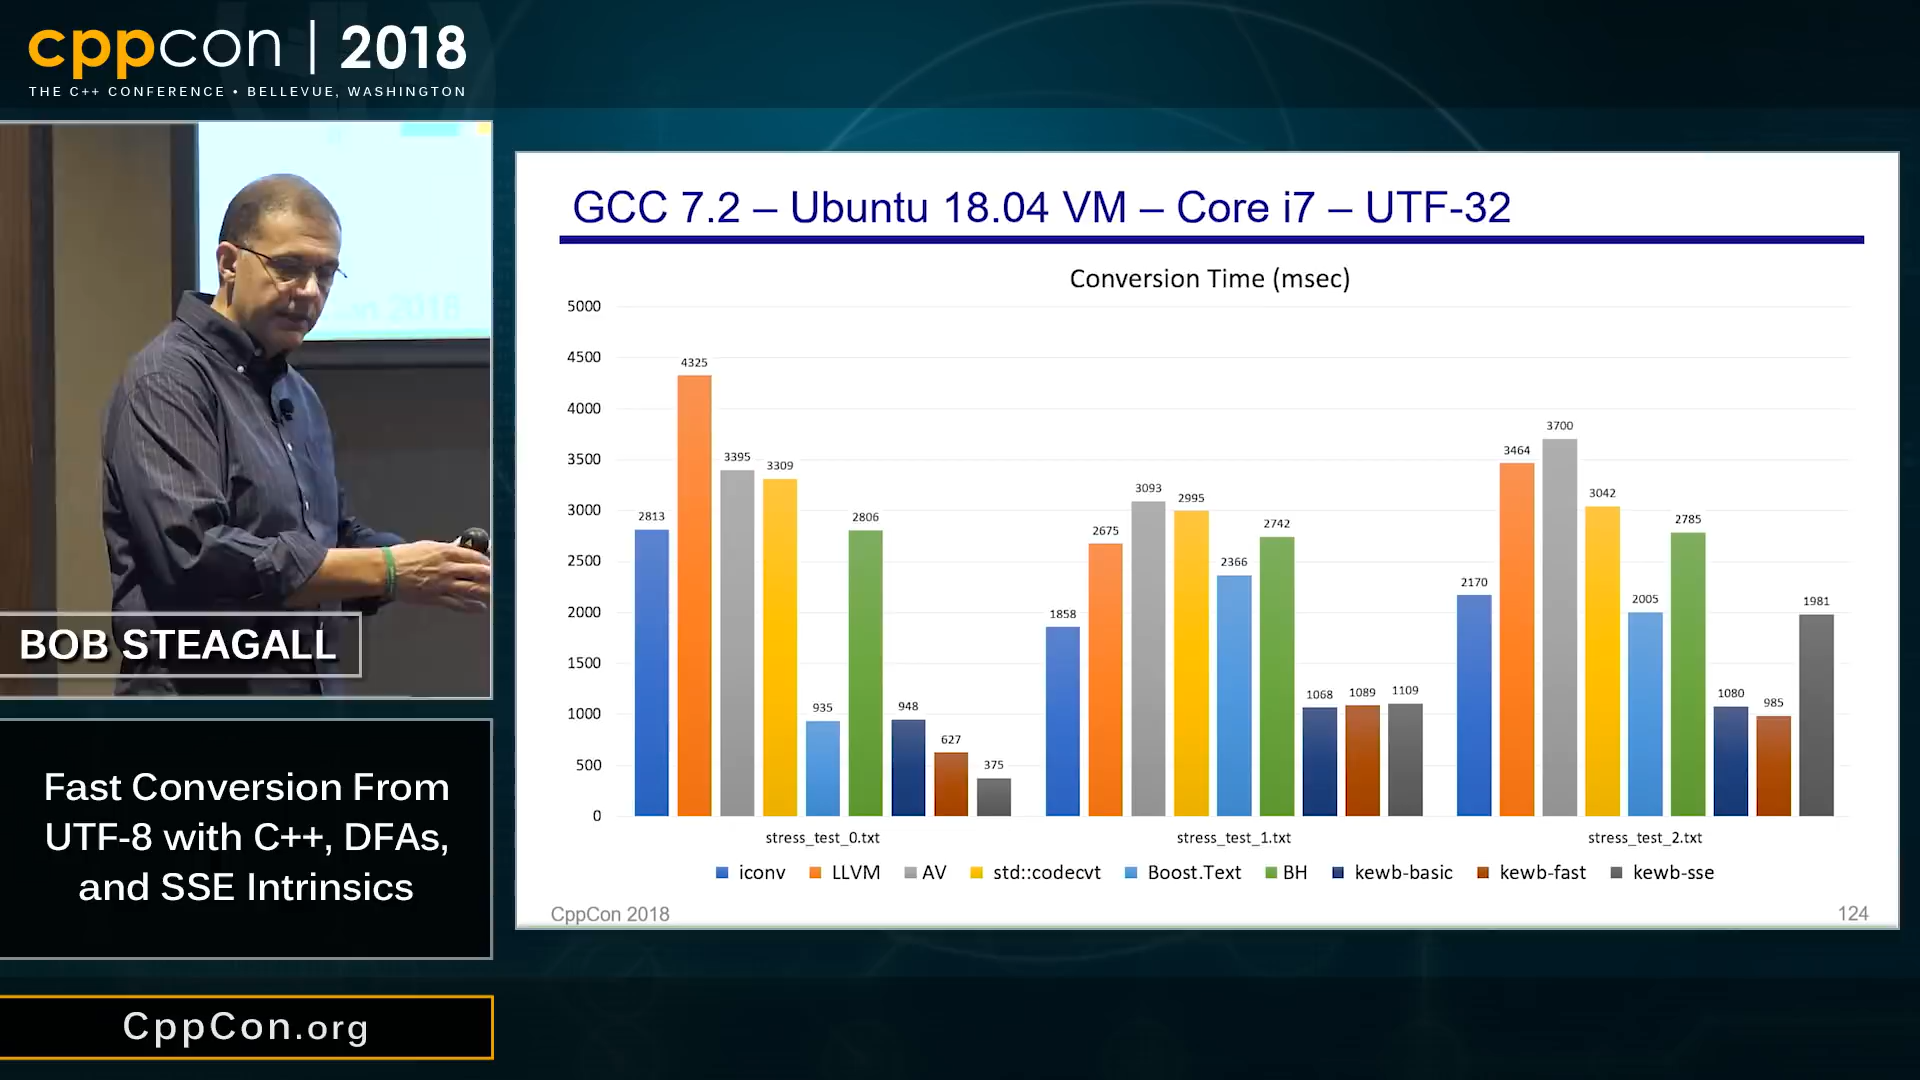 cppcon | 2018
THE C++ CONFERENCE • BELLEVUE, WASHINGTON
BOB STEAGALL
Fast Conversion From
UTF-8 with C++, DFAs,
and SSE Intrinsics
CppCon.org
GCC 7.2 – Ubuntu 18.04 VM – Core i7 – UTF-32
Conversion Time (msec)
5000
4500
4000
3500
3000
2500
2000
1500
1000
500
0
2813
4325
3395
3309
935
2806
948
627
375
1858
2675
3093
2995
2366
2742
1068
1089
1109
2170
3464
3700
3042
2005
2785
1080
985
1981
stress_test_0.txt
stress_test_1.txt
stress_test_2.txt
iconv LLVM AV std::codecvt Boost.Text BH kewb-basic kewb-fast kewb-sse
CppCon 2018
124